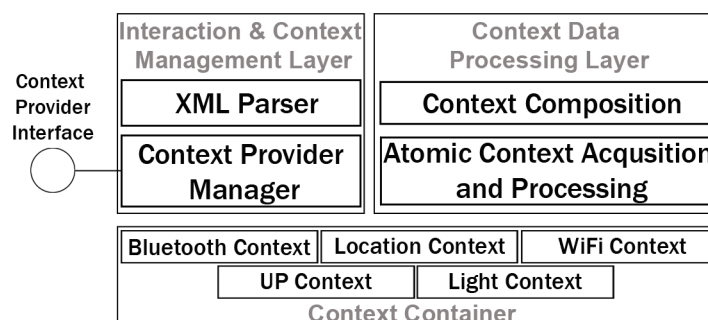 Interaction & Context
Management Layer
Context Data
Processing Layer
Context
Provider
Interface
XML Parser
Context Provider
Manager
Context Composition
Atomic Context Acqusition
and Processing
Bluetooth Context
Location Context
WiFi Context
UP Context
Light Context
Context Container